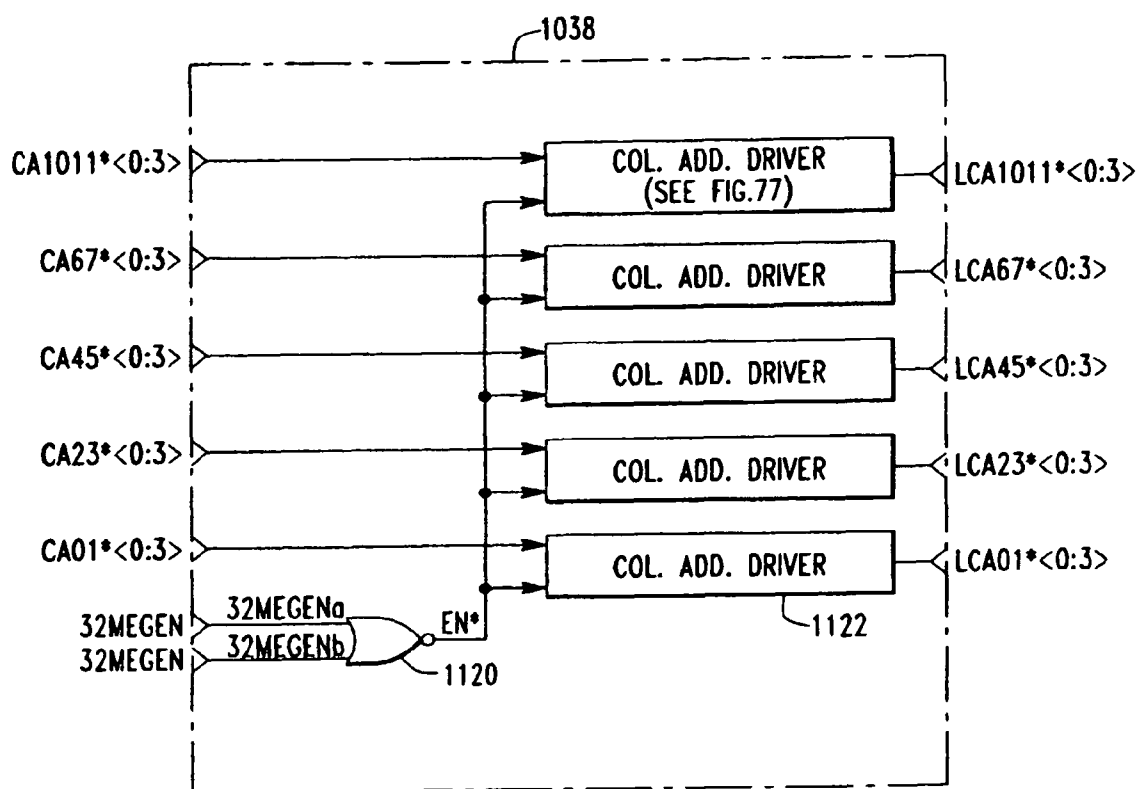 1038
CA1011*<0:3>
COL. ADD. DRIVER
(SEE FIG.77)
LCA1011*<0:3>
CA67*<0:3>
COL. ADD. DRIVER
LCA67*<0:3>
CA45*<0:3>
COL. ADD. DRIVER
LCA45*<0:3>
CA23*<0:3>
COL. ADD. DRIVER
LCA23*<0:3>
CA01*<0:3>
COL. ADD. DRIVER
LCA01*<0:3>
32MEGEN
32MEGENa
EN*
1122
32MEGEN
32MEGENb
1120